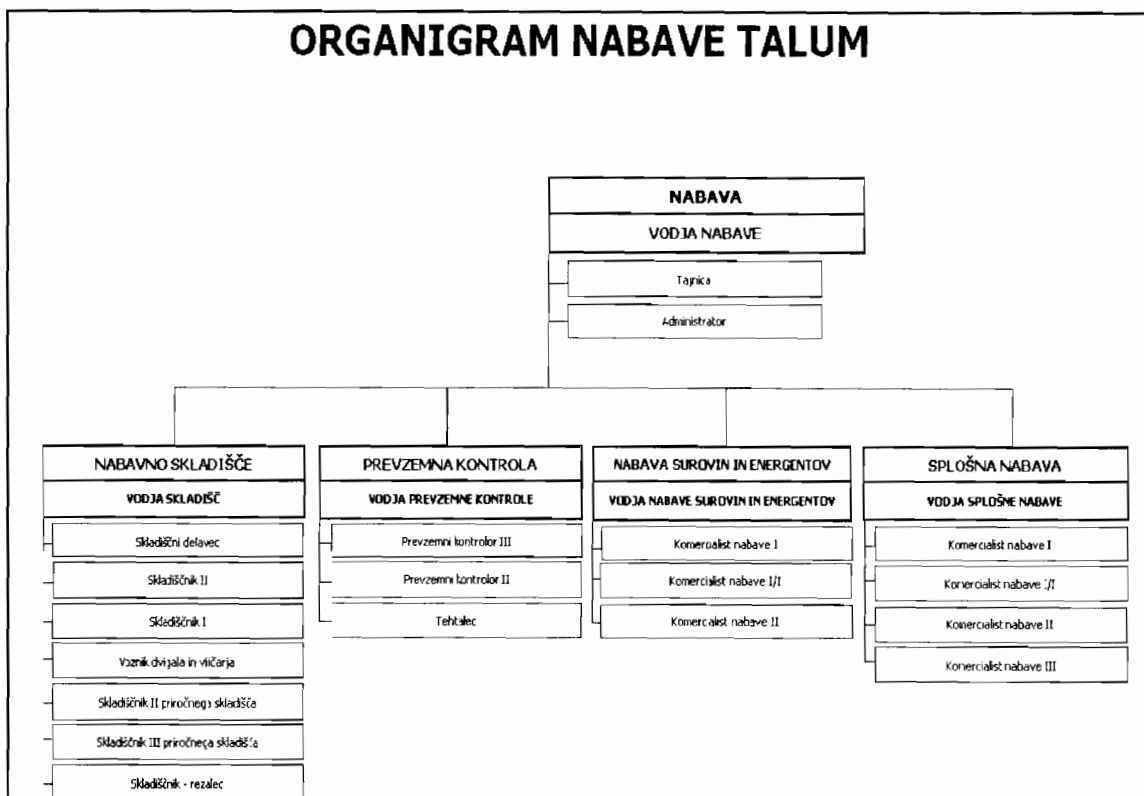 ORGANIGRAM NABAVE TALUM
NABAVA
VODJA NABAVE
Tajnica
Administrator
NABAVNO SKLADIŠČE
VODJA SKLADIŠČ
Skladiščni delavec
Skladiščnik II
Skladiščnik I
Voznik dvigala in viličarja
Skladiščnik II priročnega skladišča
Skladiščnik III priročnega skladišča
Skladiščnik - rezalec
PREVZEMNA KONTROLA
VODJA PREVZEMNE KONTROLE
Prevzemni kontrolor III
Prevzemni kontrolor II
Tehtalec
NABAVA SUROVIN IN ENERGENTOV
VODJA NABAVE SUROVIN IN ENERGENTOV
Komercialist nabave I
Komercialist nabave I/I
Komercialist nabave II
SPLOŠNA NABAVA
VODJA SPLOŠNE NABAVE
Komercialist nabave I
Komercialist nabave I/I
Komercialist nabave II
Komercialist nabave III